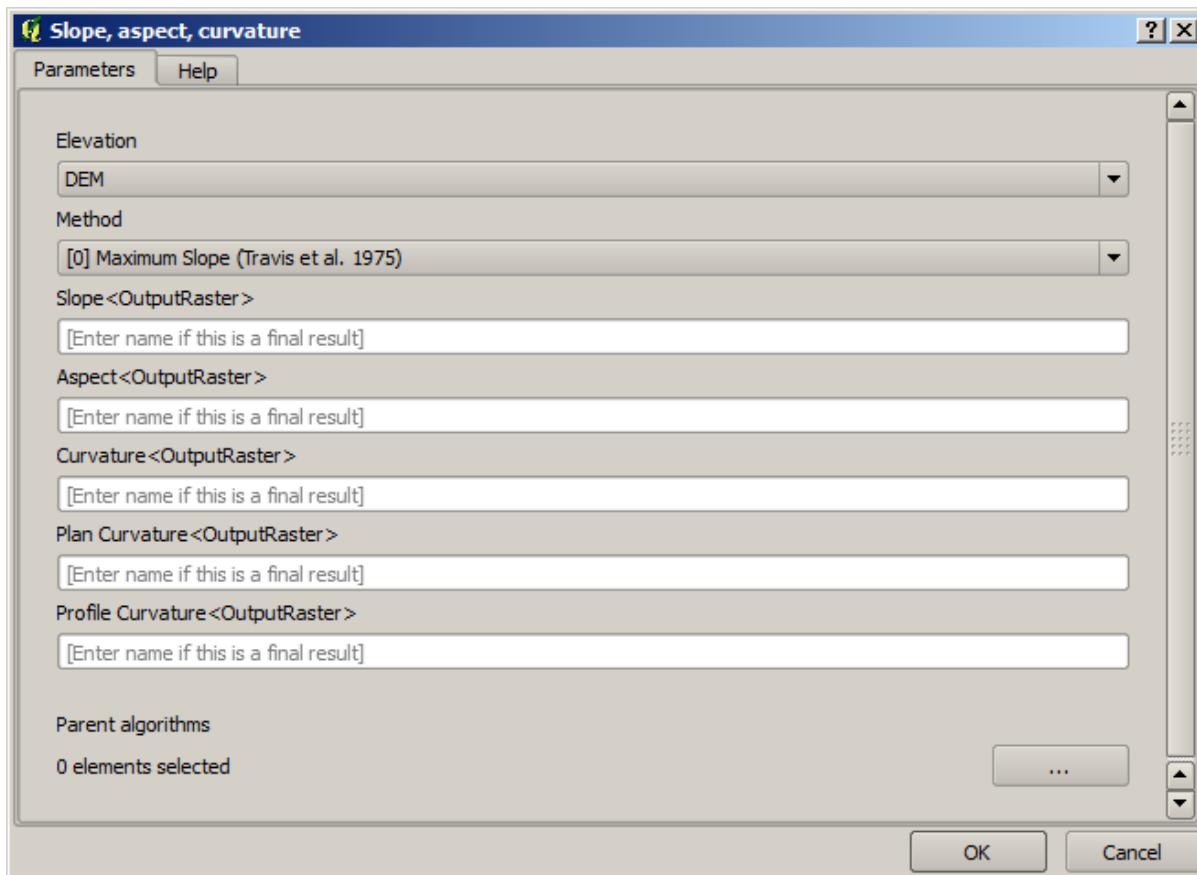 Slope, aspect, curvature
Parameters Help
Elevation
DEM
Method
[0] Maximum Slope (Travis et al. 1975)
Slope<OutputRaster>
[Enter name if this is a final result]
Aspect<OutputRaster>
[Enter name if this is a final result]
Curvature<OutputRaster>
[Enter name if this is a final result]
Plan Curvature<OutputRaster>
[Enter name if this is a final result]
Profile Curvature<OutputRaster>
[Enter name if this is a final result]
Parent algorithms
0 elements selected ...
OK Cancel